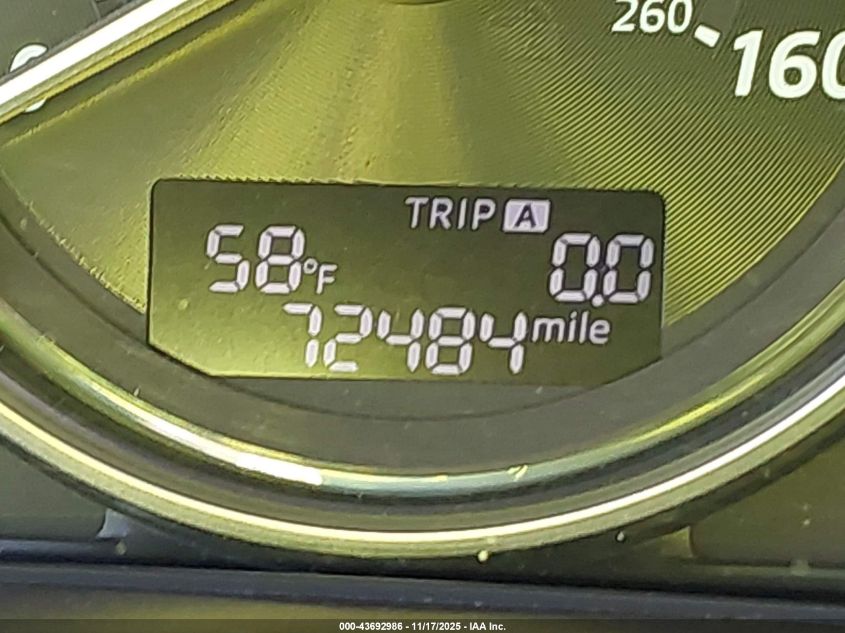 260
160
TRIP A
58°F 0.0
72484 mile
000-43692986 - 11/17/2025 - IAA Inc.